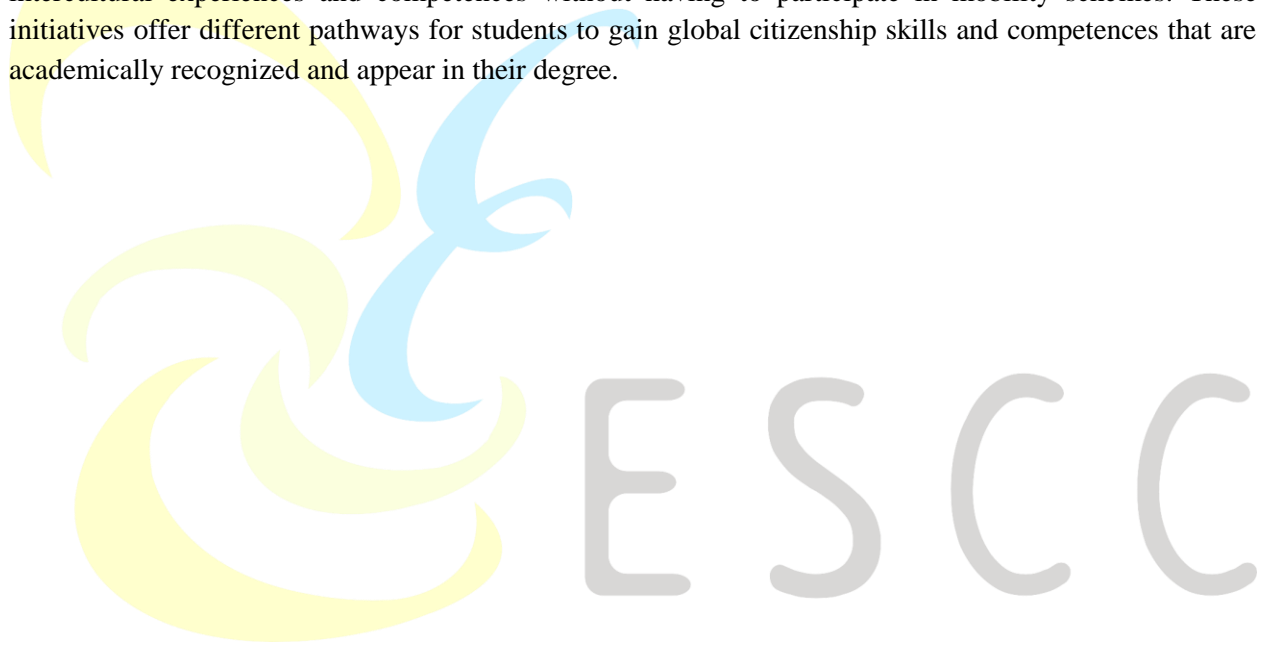 intercultural experiences and competences without having to participate in mobility schemes. These
initiatives offer different pathways for students to gain global citizenship skills and competences that are
academically recognized and appear in their degree.
ESCC